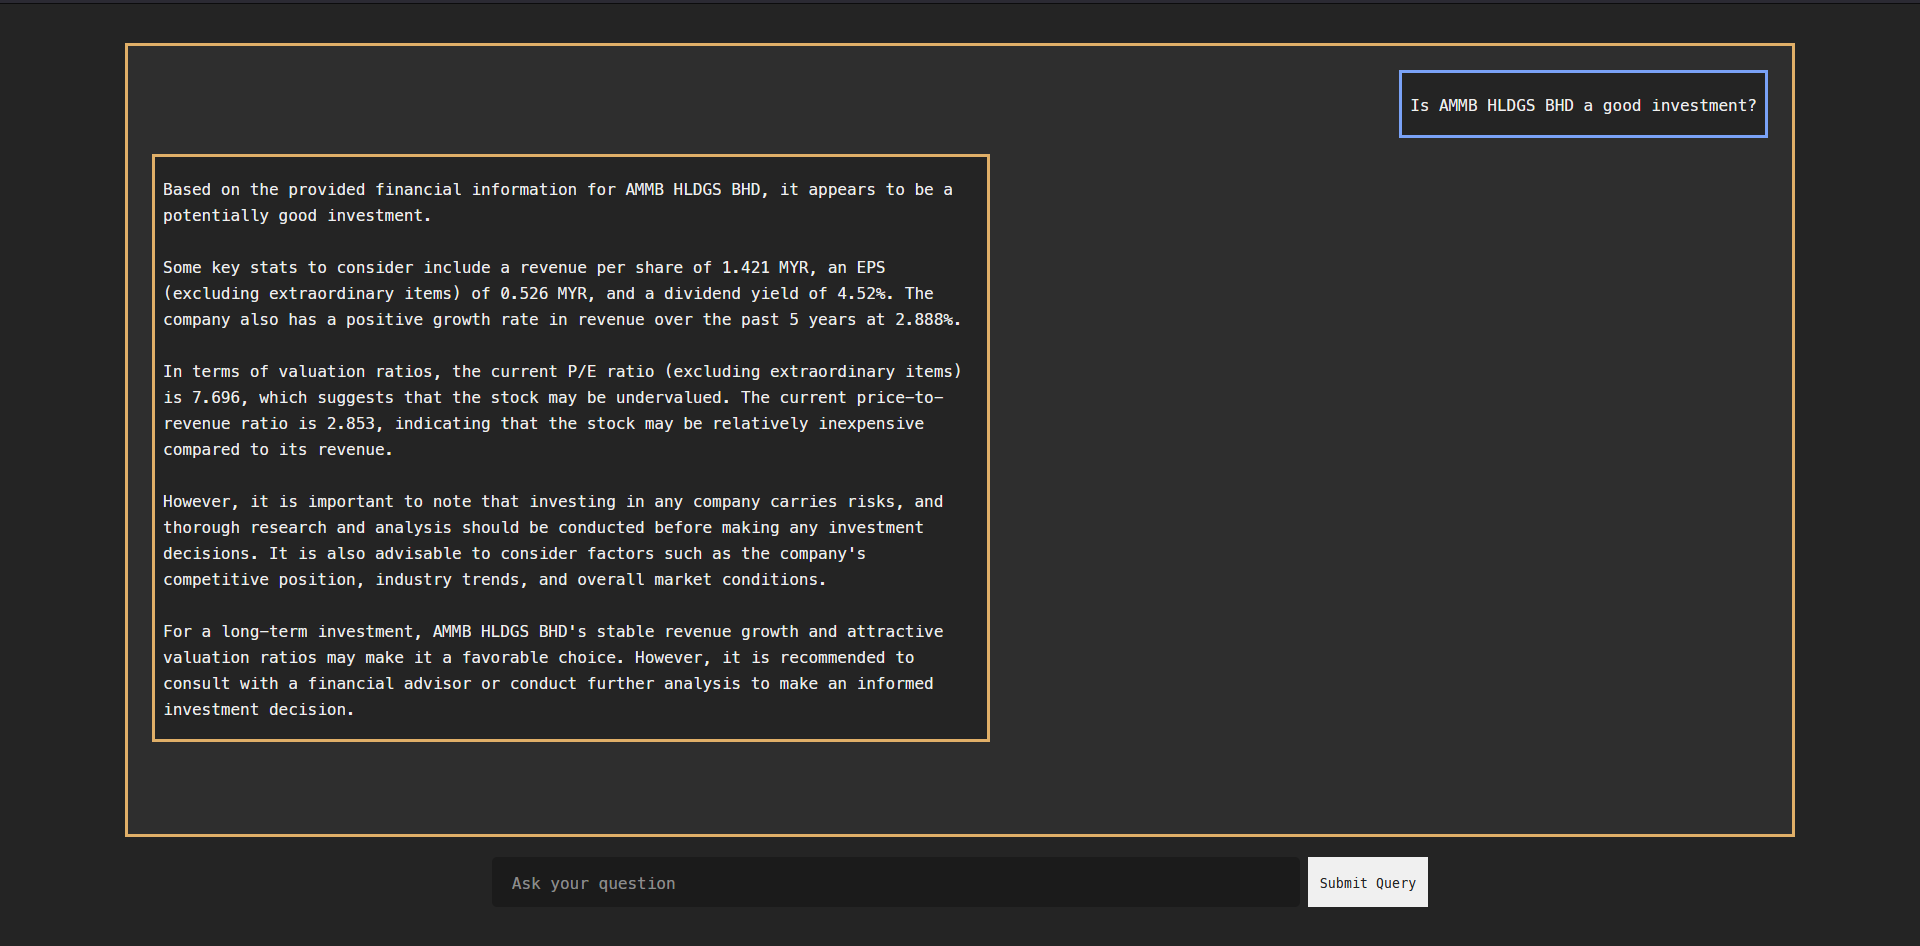 Is AMMB HLDGS BHD a good investment?
Based on the provided financial information for AMMB HLDGS BHD, it appears to be a
potentially good investment.
Some key stats to consider include a revenue per share of 1.421 MYR, an EPS
(excluding extraordinary items) of 0.526 MYR, and a dividend yield of 4.52%. The
company also has a positive growth rate in revenue over the past 5 years at 2.888%.
In terms of valuation ratios, the current P/E ratio (excluding extraordinary items)
is 7.696, which suggests that the stock may be undervalued. The current price-to-
revenue ratio is 2.853, indicating that the stock may be relatively inexpensive
compared to its revenue.
However, it is important to note that investing in any company carries risks, and
thorough research and analysis should be conducted before making any investment
decisions. It is also advisable to consider factors such as the company's
competitive position, industry trends, and overall market conditions.
For a long-term investment, AMMB HLDGS BHD's stable revenue growth and attractive
valuation ratios may make it a favorable choice. However, it is recommended to
consult with a financial advisor or conduct further analysis to make an informed
investment decision.
Ask your question
Submit Query